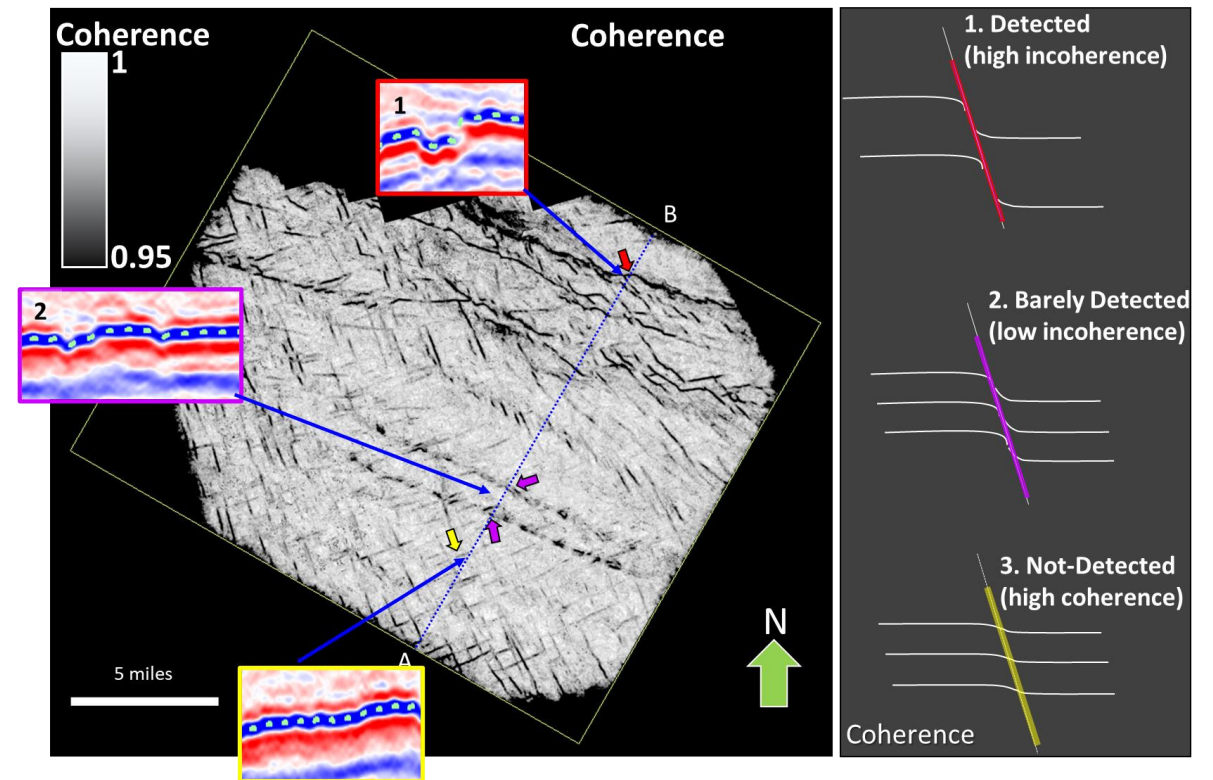 Coherence
1
0.95
Coherence
1
B
2
A
5 miles
N
1. Detected
(high incoherence)
2. Barely Detected
(low incoherence)
3. Not-Detected
(high coherence)
Coherence